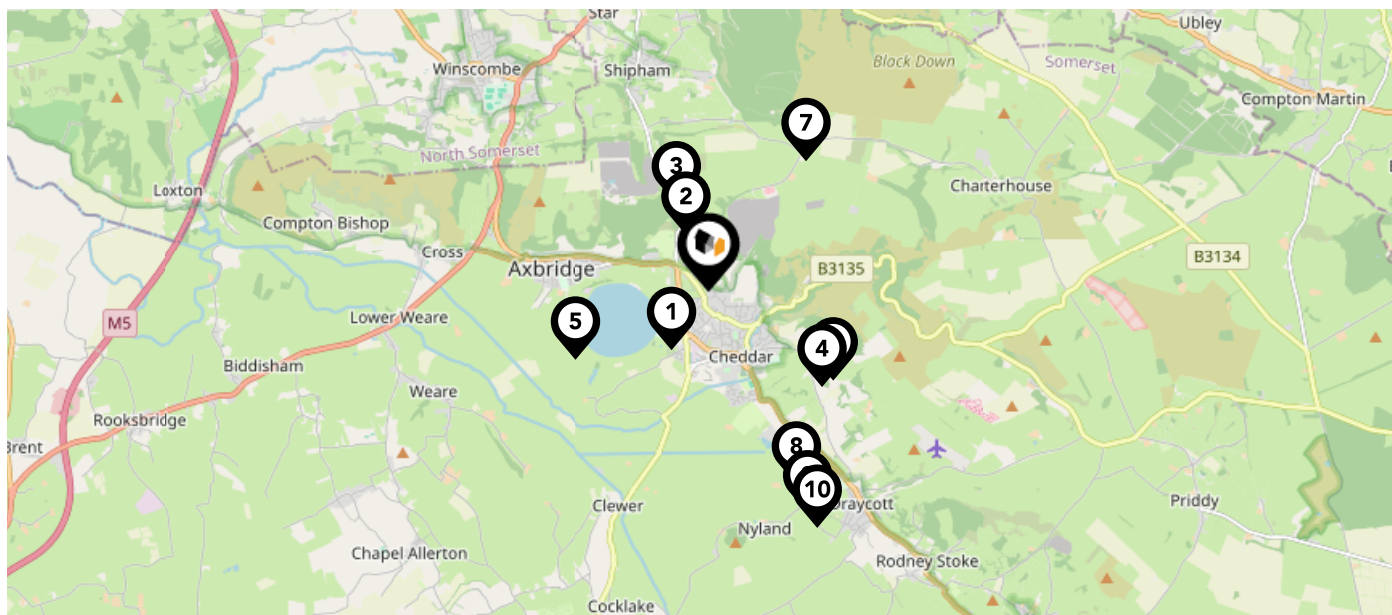 Star
Ubley
Winscombe
Shipham
Black Down
Somerset
Compton Martin
7
North Somerset
3
Loxton
2
Charterhouse
Compton Bishop
Cross
Axbridge
B3135
B3134
M5
Lower Weare
5
1
4
Cheddar
Biddisham
Weare
Rooksbridge
Brent
8
10
Draycott
Priddy
Clewer
Nyland
Chapel Allerton
Rodney Stoke
Cocklake